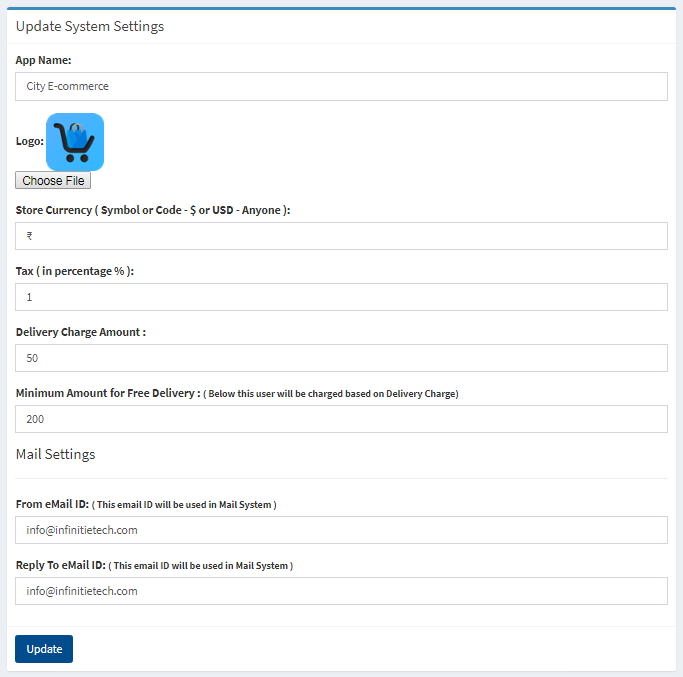 Update System Settings
App Name:
City E-commerce
Logo:
Choose File
Store Currency ( Symbol or Code - $ or USD - Anyone ):
₹
Tax ( in percentage % ):
1
Delivery Charge Amount :
50
Minimum Amount for Free Delivery : ( Below this user will be charged based on Delivery Charge)
200
Mail Settings
From eMail ID: ( This email ID will be used in Mail System )
info@infinitietech.com
Reply To eMail ID: ( This email ID will be used in Mail System )
info@infinitietech.com
Update